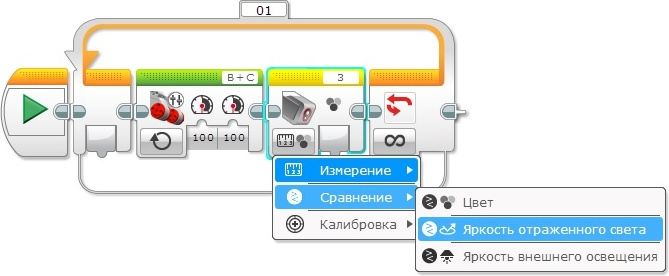 01
B+C
3
100 100
Измерение
Сравнение
Калибровка
Цвет
Яркость отраженного света
Яркость внешнего освещения